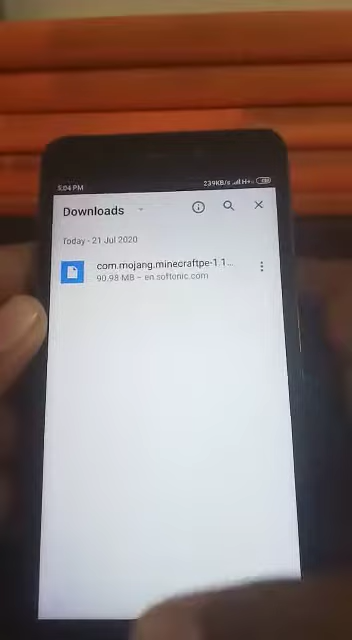 5:04 PM 239KB/s H+
Downloads
Today - 21 Jul 2020
com.mojang.minecraftpe-1.1...
90.98 MB – en.softonic.com